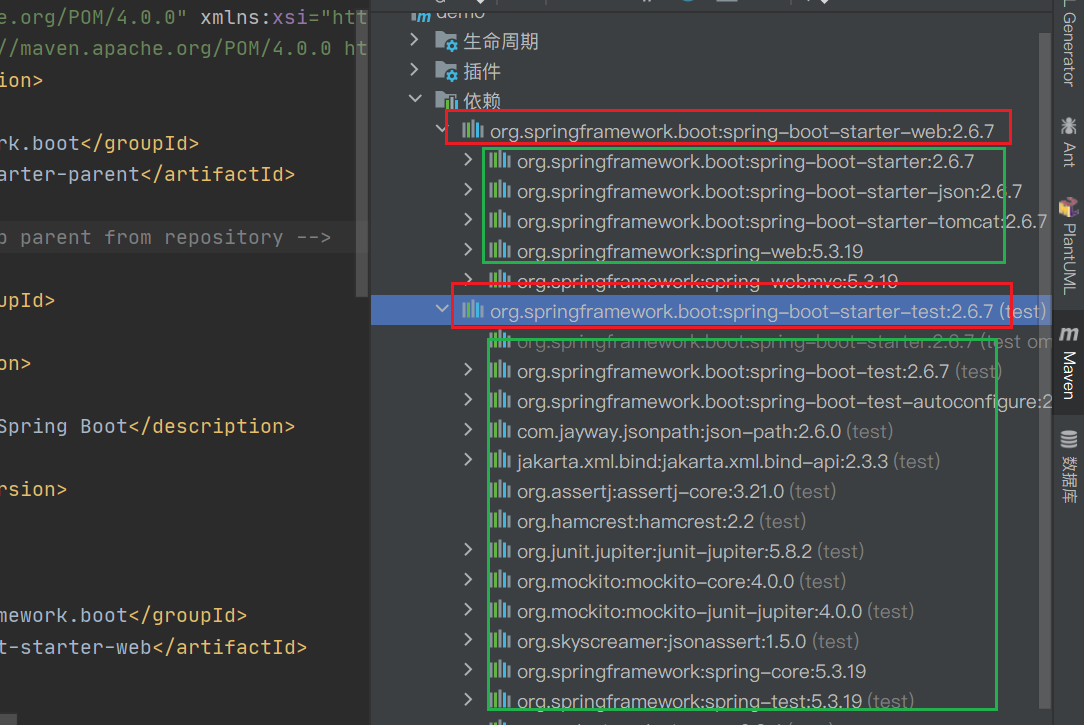 e.org/POM/4.0.0" xmlns:xsi="htt
//maven.apache.org/POM/4.0.0 ht
ion>
rk.boot</groupId>
arter-parent</artifactId>
p parent from repository -->
upId>
on>
Spring Boot</description>
rsion>
mework.boot</groupId>
t-starter-web</artifactId>
demo
生命周期
插件
依赖
org.springframework.boot:spring-boot-starter-web:2.6.7
org.springframework.boot:spring-boot-starter:2.6.7
org.springframework.boot:spring-boot-starter-json:2.6.7
org.springframework.boot:spring-boot-starter-tomcat:2.6.7
org.springframework:spring-web:5.3.19
org.springframework:spring-webmvc:5.3.19
org.springframework.boot:spring-boot-starter-test:2.6.7 (test)
org.springframework.boot:spring-boot-starter:2.6.7 (test om
org.springframework.boot:spring-boot-test:2.6.7 (test)
org.springframework.boot:spring-boot-test-autoconfigure:2
com.jayway.jsonpath:json-path:2.6.0 (test)
jakarta.xml.bind:jakarta.xml.bind-api:2.3.3 (test)
org.assertj:assertj-core:3.21.0 (test)
org.hamcrest:hamcrest:2.2 (test)
org.junit.jupiter:junit-jupiter:5.8.2 (test)
org.mockito:mockito-core:4.0.0 (test)
org.mockito:mockito-junit-jupiter:4.0.0 (test)
org.skyscreamer:jsonassert:1.5.0 (test)
org.springframework:spring-core:5.3.19
org.springframework:spring-test:5.3.19 (test)
Generator
Ant
PlantUML
m Maven
数据库